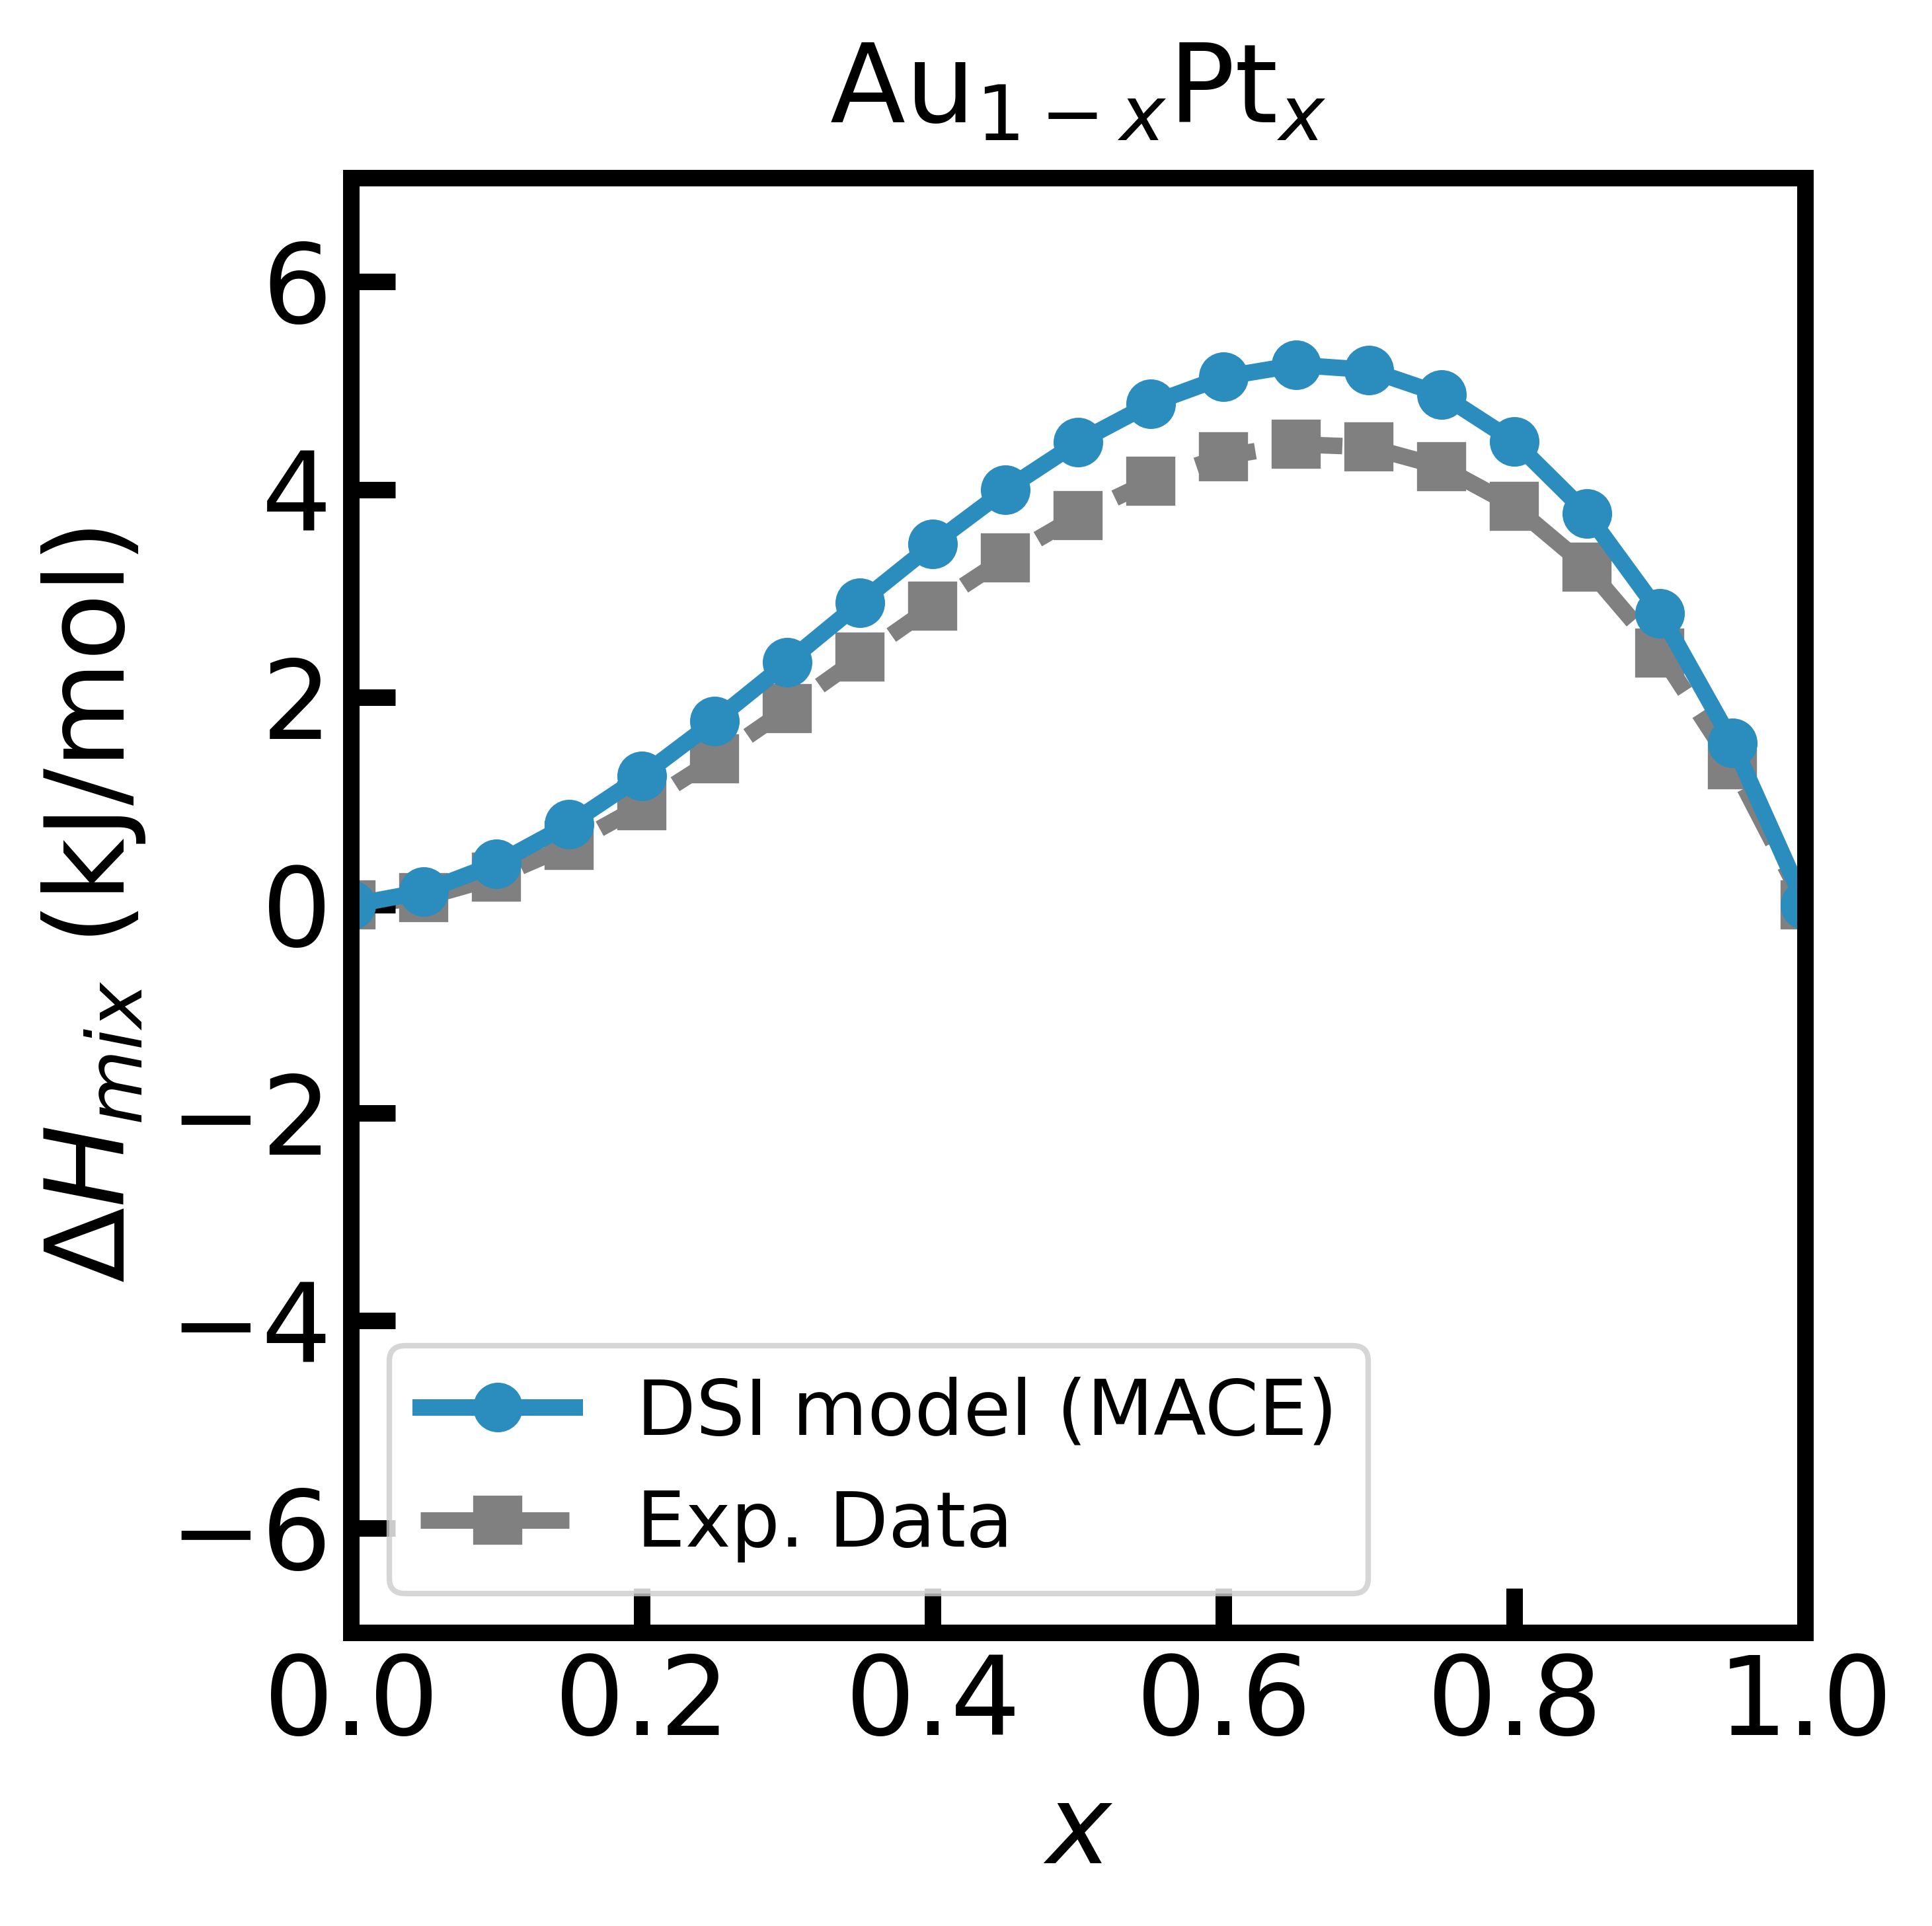 Au₁₋ₓPtₓ
ΔH_mix (kJ/mol)
6
4
2
0
−2
−4
−6
DSI model (MACE)
Exp. Data
0.0 0.2 0.4 0.6 0.8 1.0
x